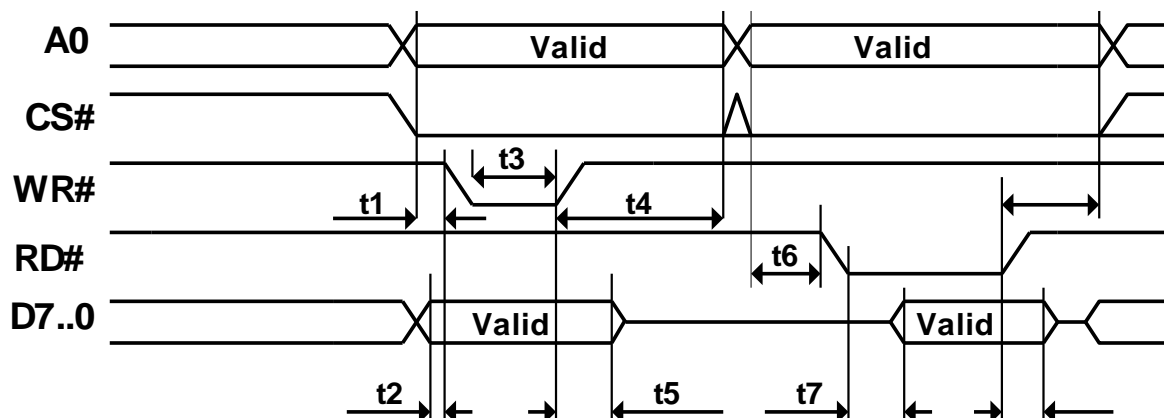 A0 Valid Valid
CS#
WR# t3
t1 t4
RD# t6
D7..0 Valid Valid
t2 t5 t7